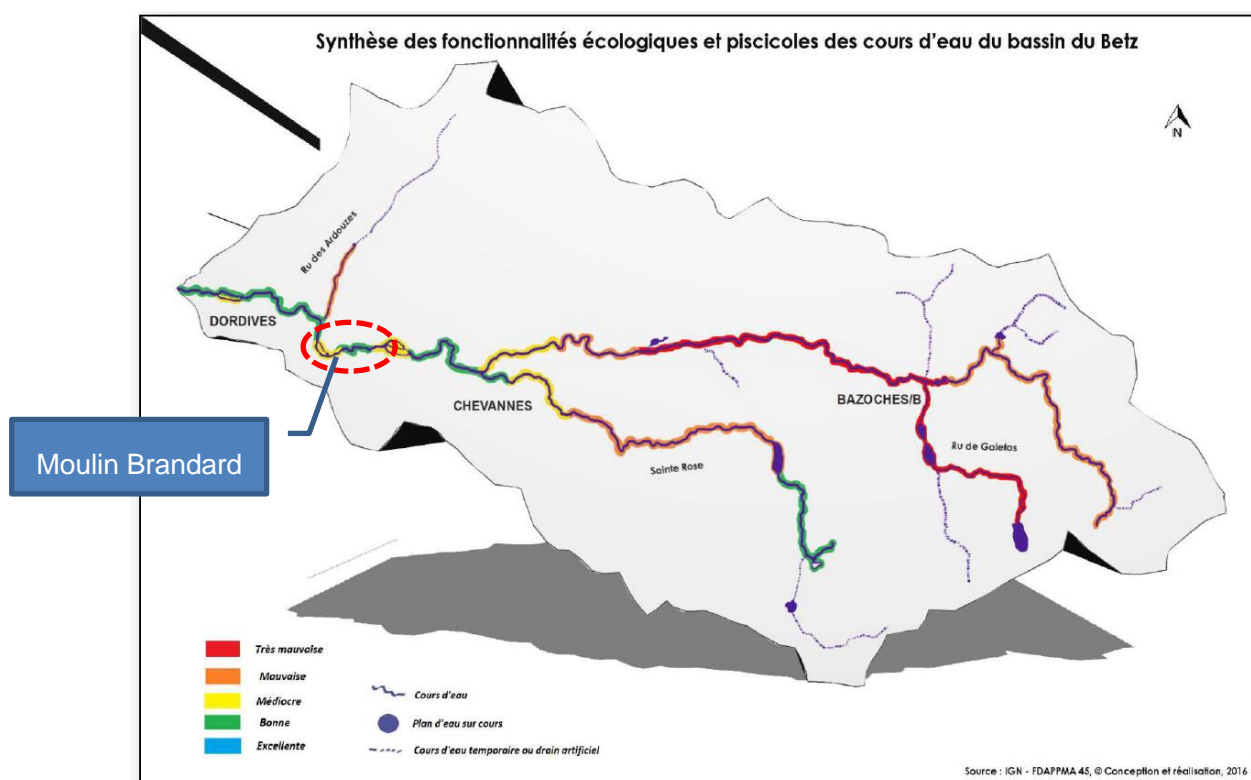 Synthèse des fonctionnalités écologiques et piscicoles des cours d'eau du bassin du Betz
N
Ru des Ardouzes
DORDIVES
CHEVANNES
BAZOCHES/B
Moulin Brandard
Sainte Rose
Ru de Galetas
Très mauvaise
Mauvaise
Médiocre
Bonne
Excellente
Cours d'eau
Plan d'eau sur cours
Cours d'eau temporaire ou drain artificiel
Source : IGN - FDAPPMA 45, © Conception et réalisation, 2016